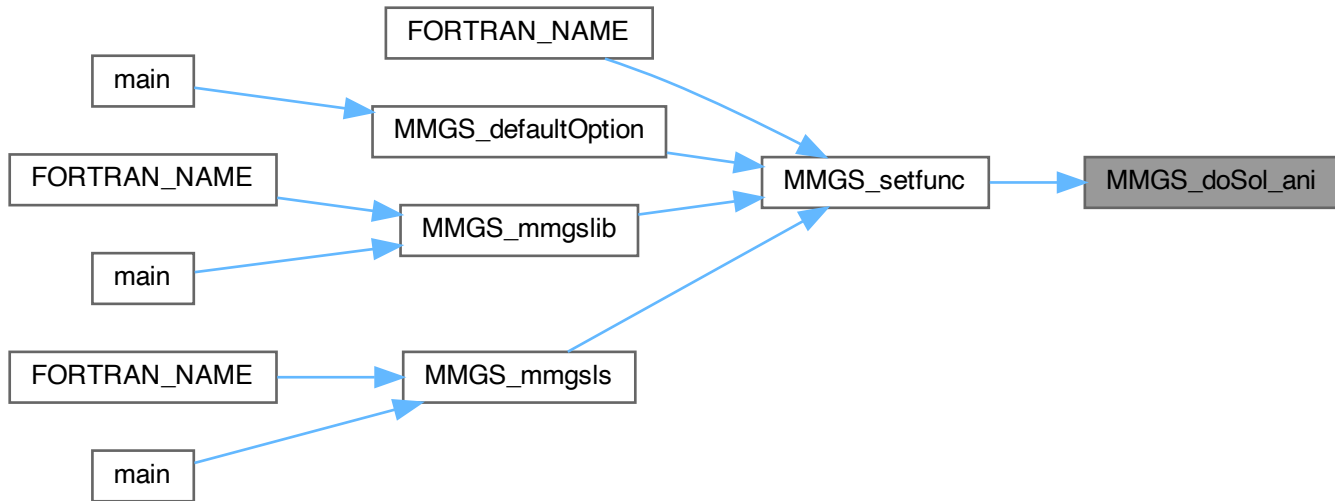 FORTRAN_NAME
main
MMGS_defaultOption
FORTRAN_NAME
MMGS_setfunc
MMGS_doSol_ani
MMGS_mmgslib
main
FORTRAN_NAME
MMGS_mmgsls
main